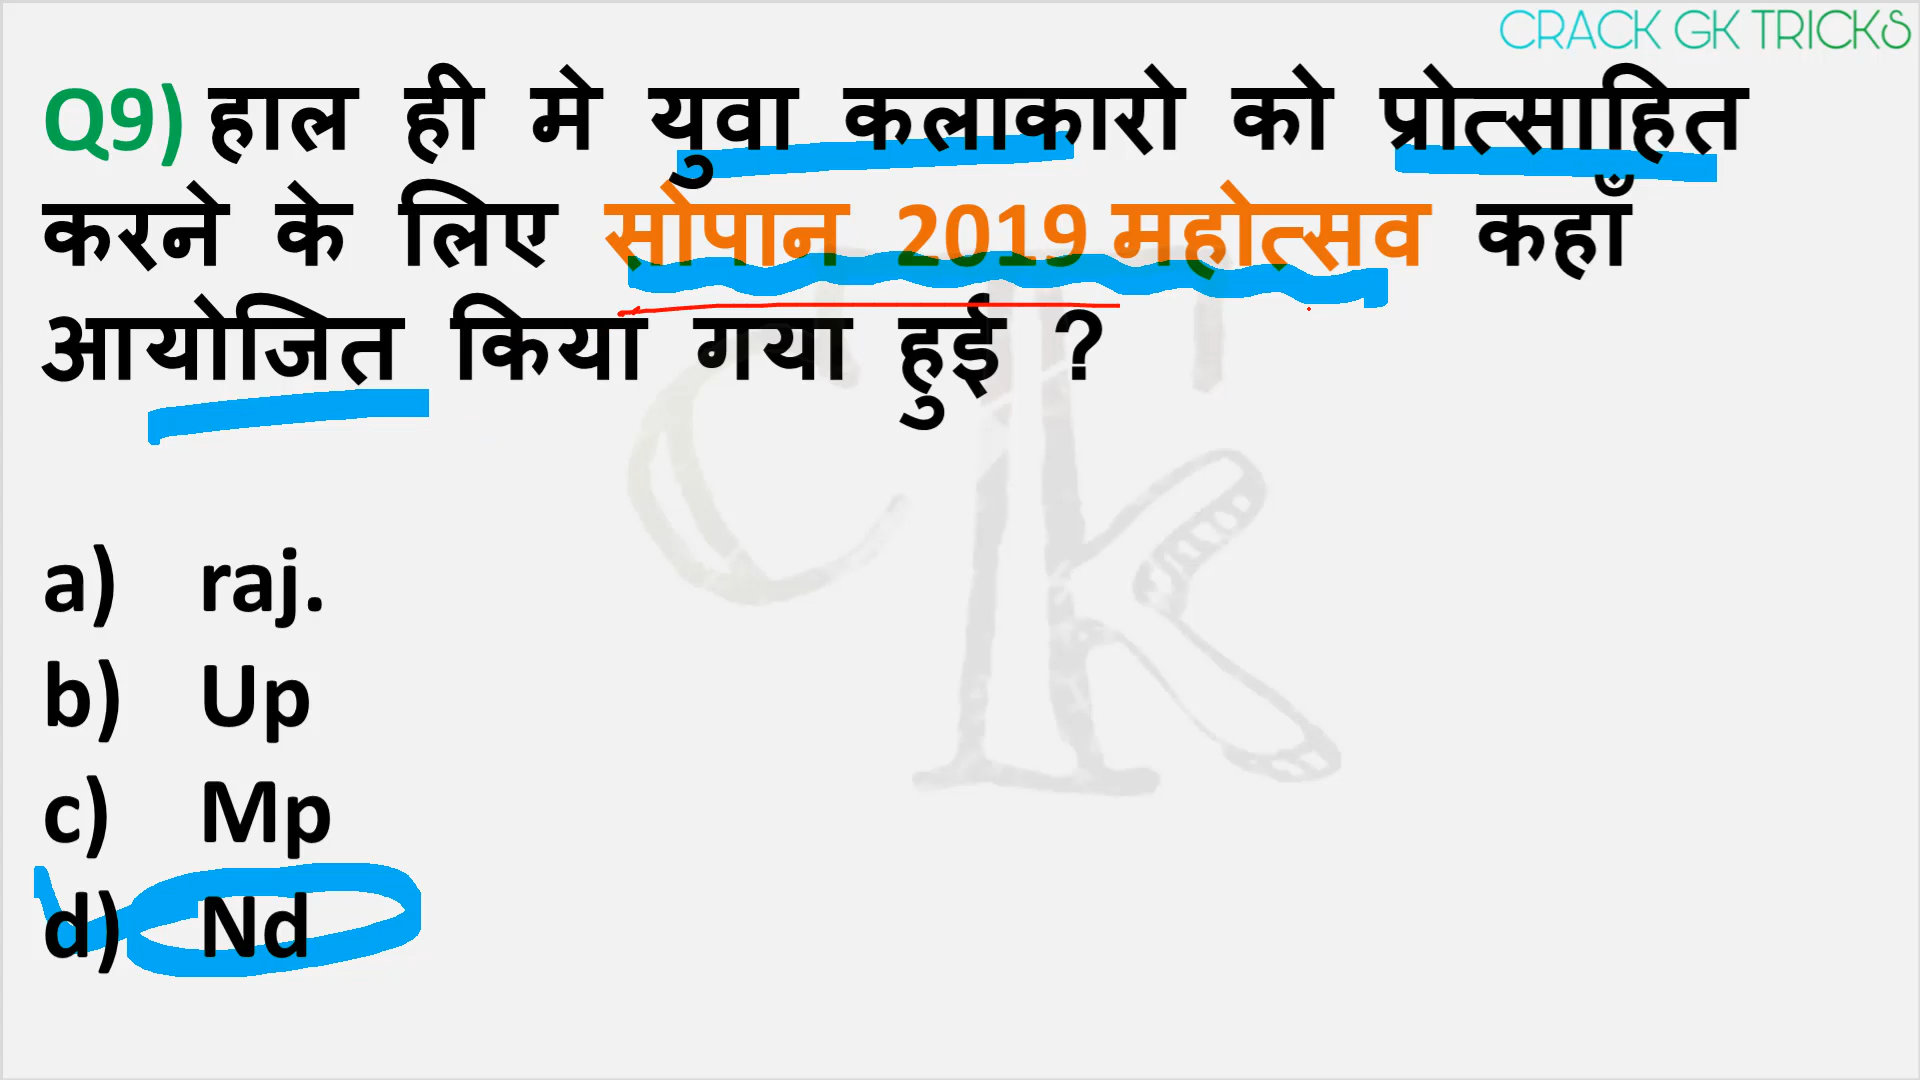 CRACK GK TRICKS
Q9) हाल ही मे युवा कलाकारो को प्रोत्साहित
करने के लिए सोपान 2019 महोत्सव कहाँ
आयोजित किया गया हुई ?
a) raj.
b) Up
c) Mp
d) Nd